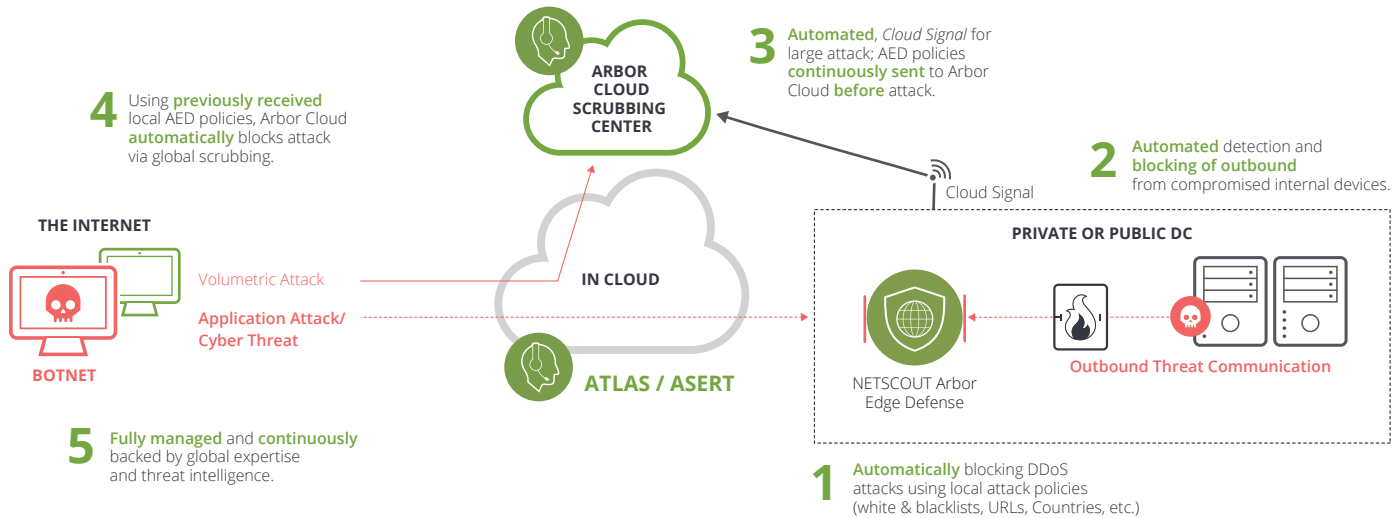 ARBOR
CLOUD
SCRUBBING
CENTER
3
Automated, Cloud Signal for
large attack; AED policies
continuously sent to Arbor
Cloud before attack.
4
Using previously received
local AED policies, Arbor Cloud
automatically blocks attack
via global scrubbing.
2
Automated detection and
blocking of outbound
from compromised internal devices.
Cloud Signal
THE INTERNET
PRIVATE OR PUBLIC DC
Volumetric Attack
IN CLOUD
Application Attack/
Cyber Threat
BOTNET
ATLAS / ASERT
NETSCOUT Arbor
Edge Defense
Outbound Threat Communication
5
Fully managed and continuously
backed by global expertise
and threat intelligence.
1
Automatically blocking DDoS
attacks using local attack policies
(white & blacklists, URLs, Countries, etc.)